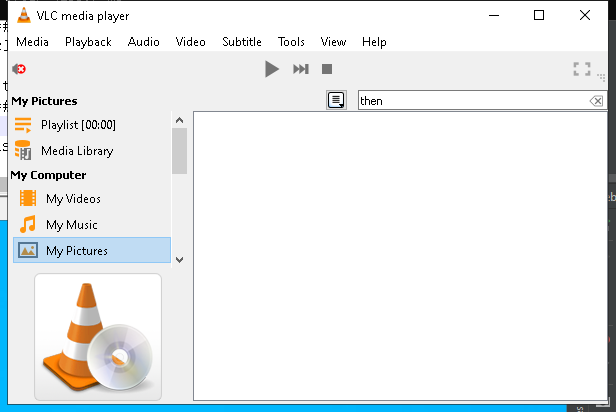 VLC media player
Media Playback Audio Video Subtitle Tools View Help
My Pictures
then
Playlist [00:00]
Media Library
My Computer
My Videos
My Music
My Pictures